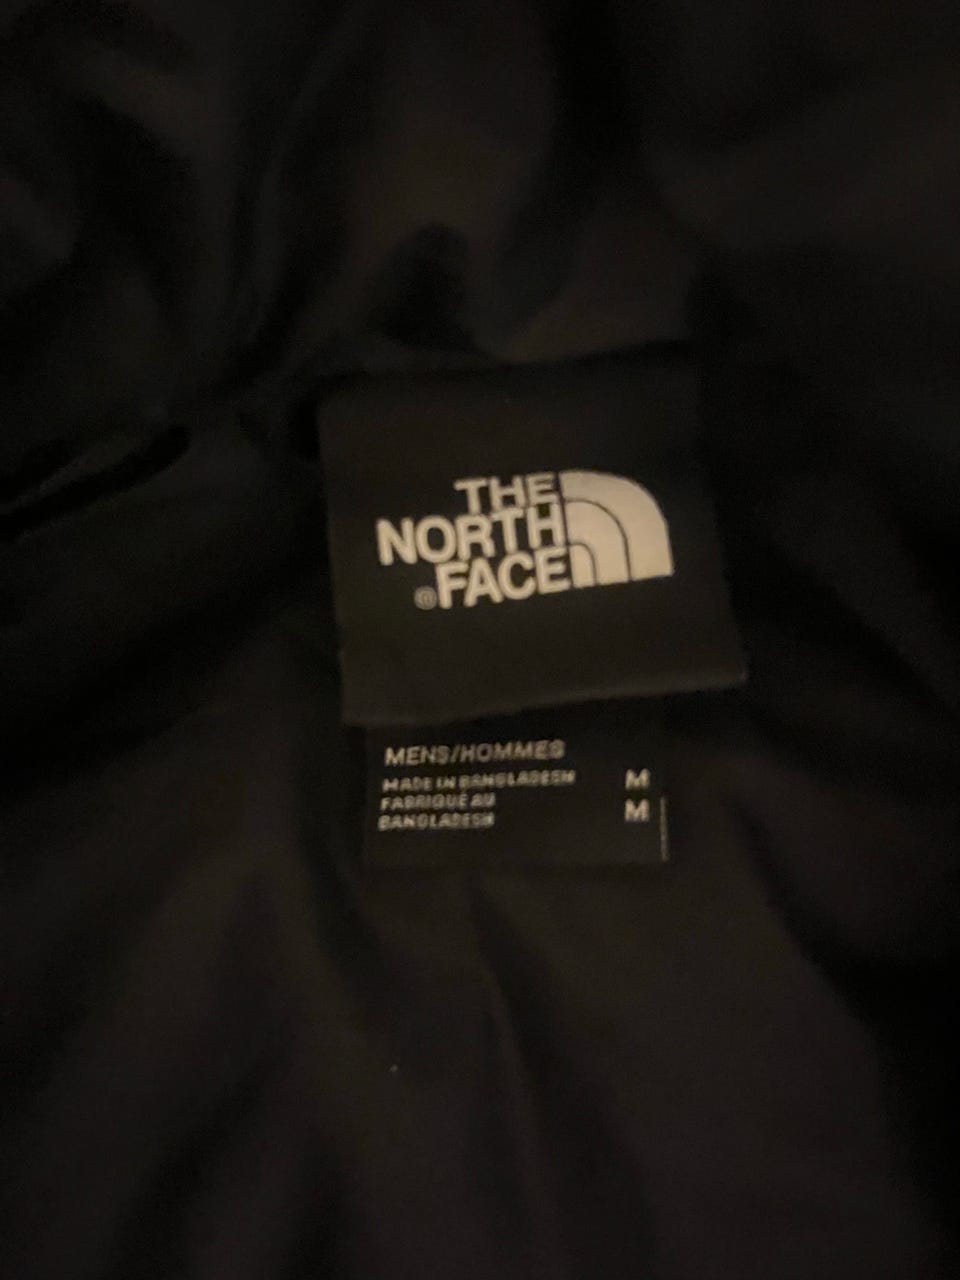 THE
NORTH
FACE
®
MENS/HOMMES
MADE IN BANGLADESH M
FABRIQUÉ AU M
BANGLADESH